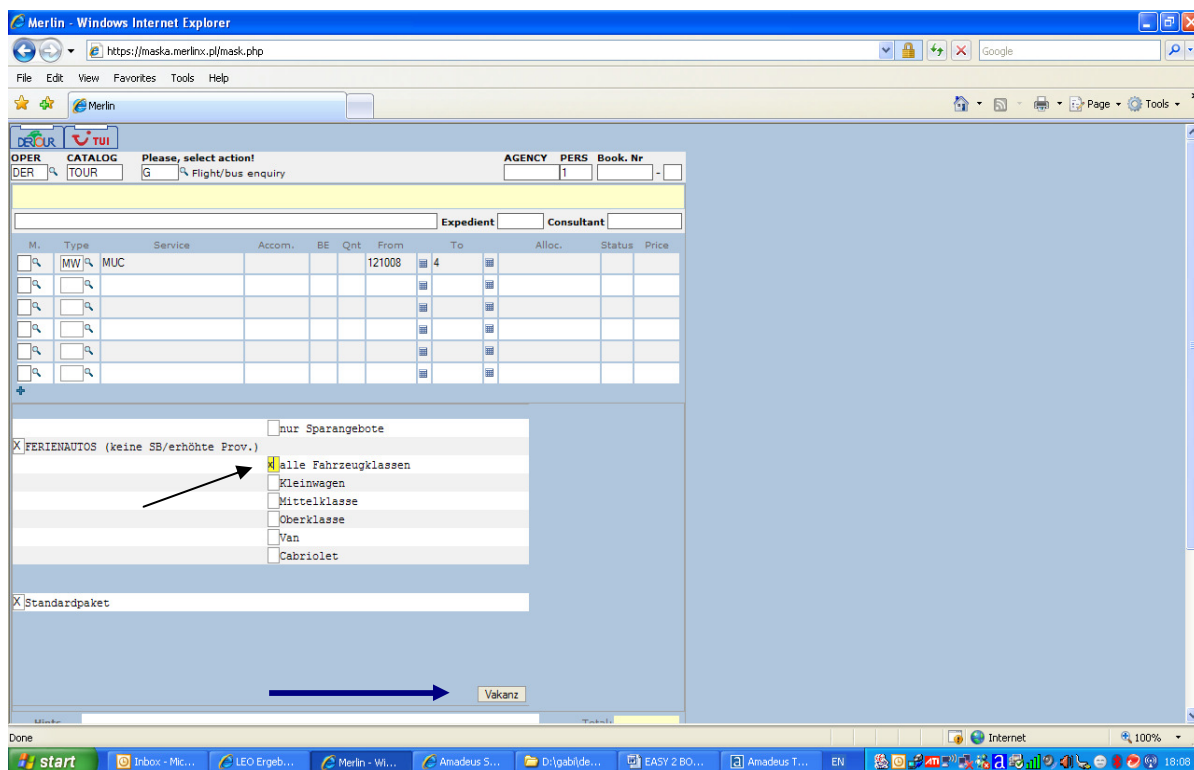 Merlin - Windows Internet Explorer
https://maska.merlinx.pl/mask.php
Google
File Edit View Favorites Tools Help
Merlin
Page Tools
DERTOUR TUI
OPER CATALOG Please, select action! AGENCY PERS Book. Nr
DER TOUR G Flight/bus enquiry 1 -
Expedient Consultant
M. Type Service Accom. BE Qnt From To Alloc. Status Price
MW MUC 121008 4
nur Sparangebote
X FERIENAUTOS (keine SB/erhöhte Prov.)
x alle Fahrzeugklassen
Kleinwagen
Mittelklasse
Oberklasse
Van
Cabriolet
X Standardpaket
Vakanz
Hints Total:
Done Internet 100%
start Inbox - Mic... LEO Ergeb... Merlin - Wi... Amadeus S... D:\gabi\de... EASY 2 BO... Amadeus T... EN 18:08